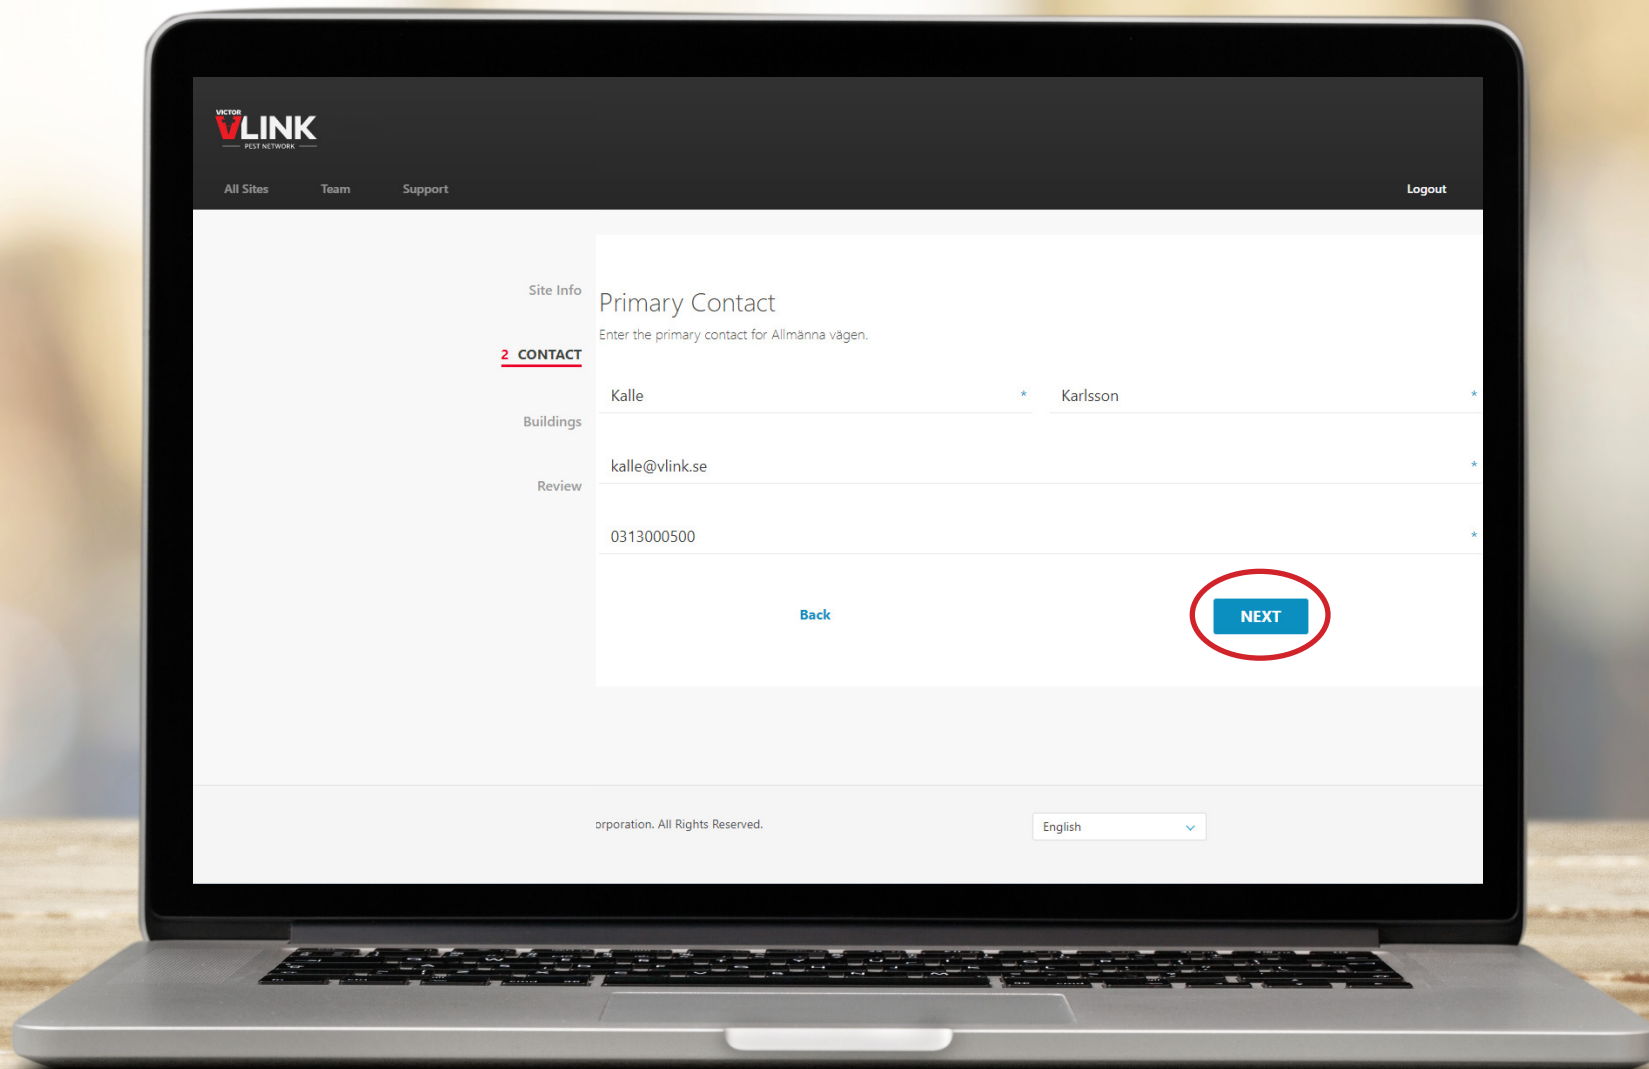 VICTOR
VLINK
PEST NETWORK
All Sites
Team
Support
Logout
Site Info
2 CONTACT
Buildings
Review
Primary Contact
Enter the primary contact for Allmänna vägen.
Kalle *
Karlsson *
kalle@vlink.se *
0313000500 *
Back
NEXT
orporation. All Rights Reserved.
English